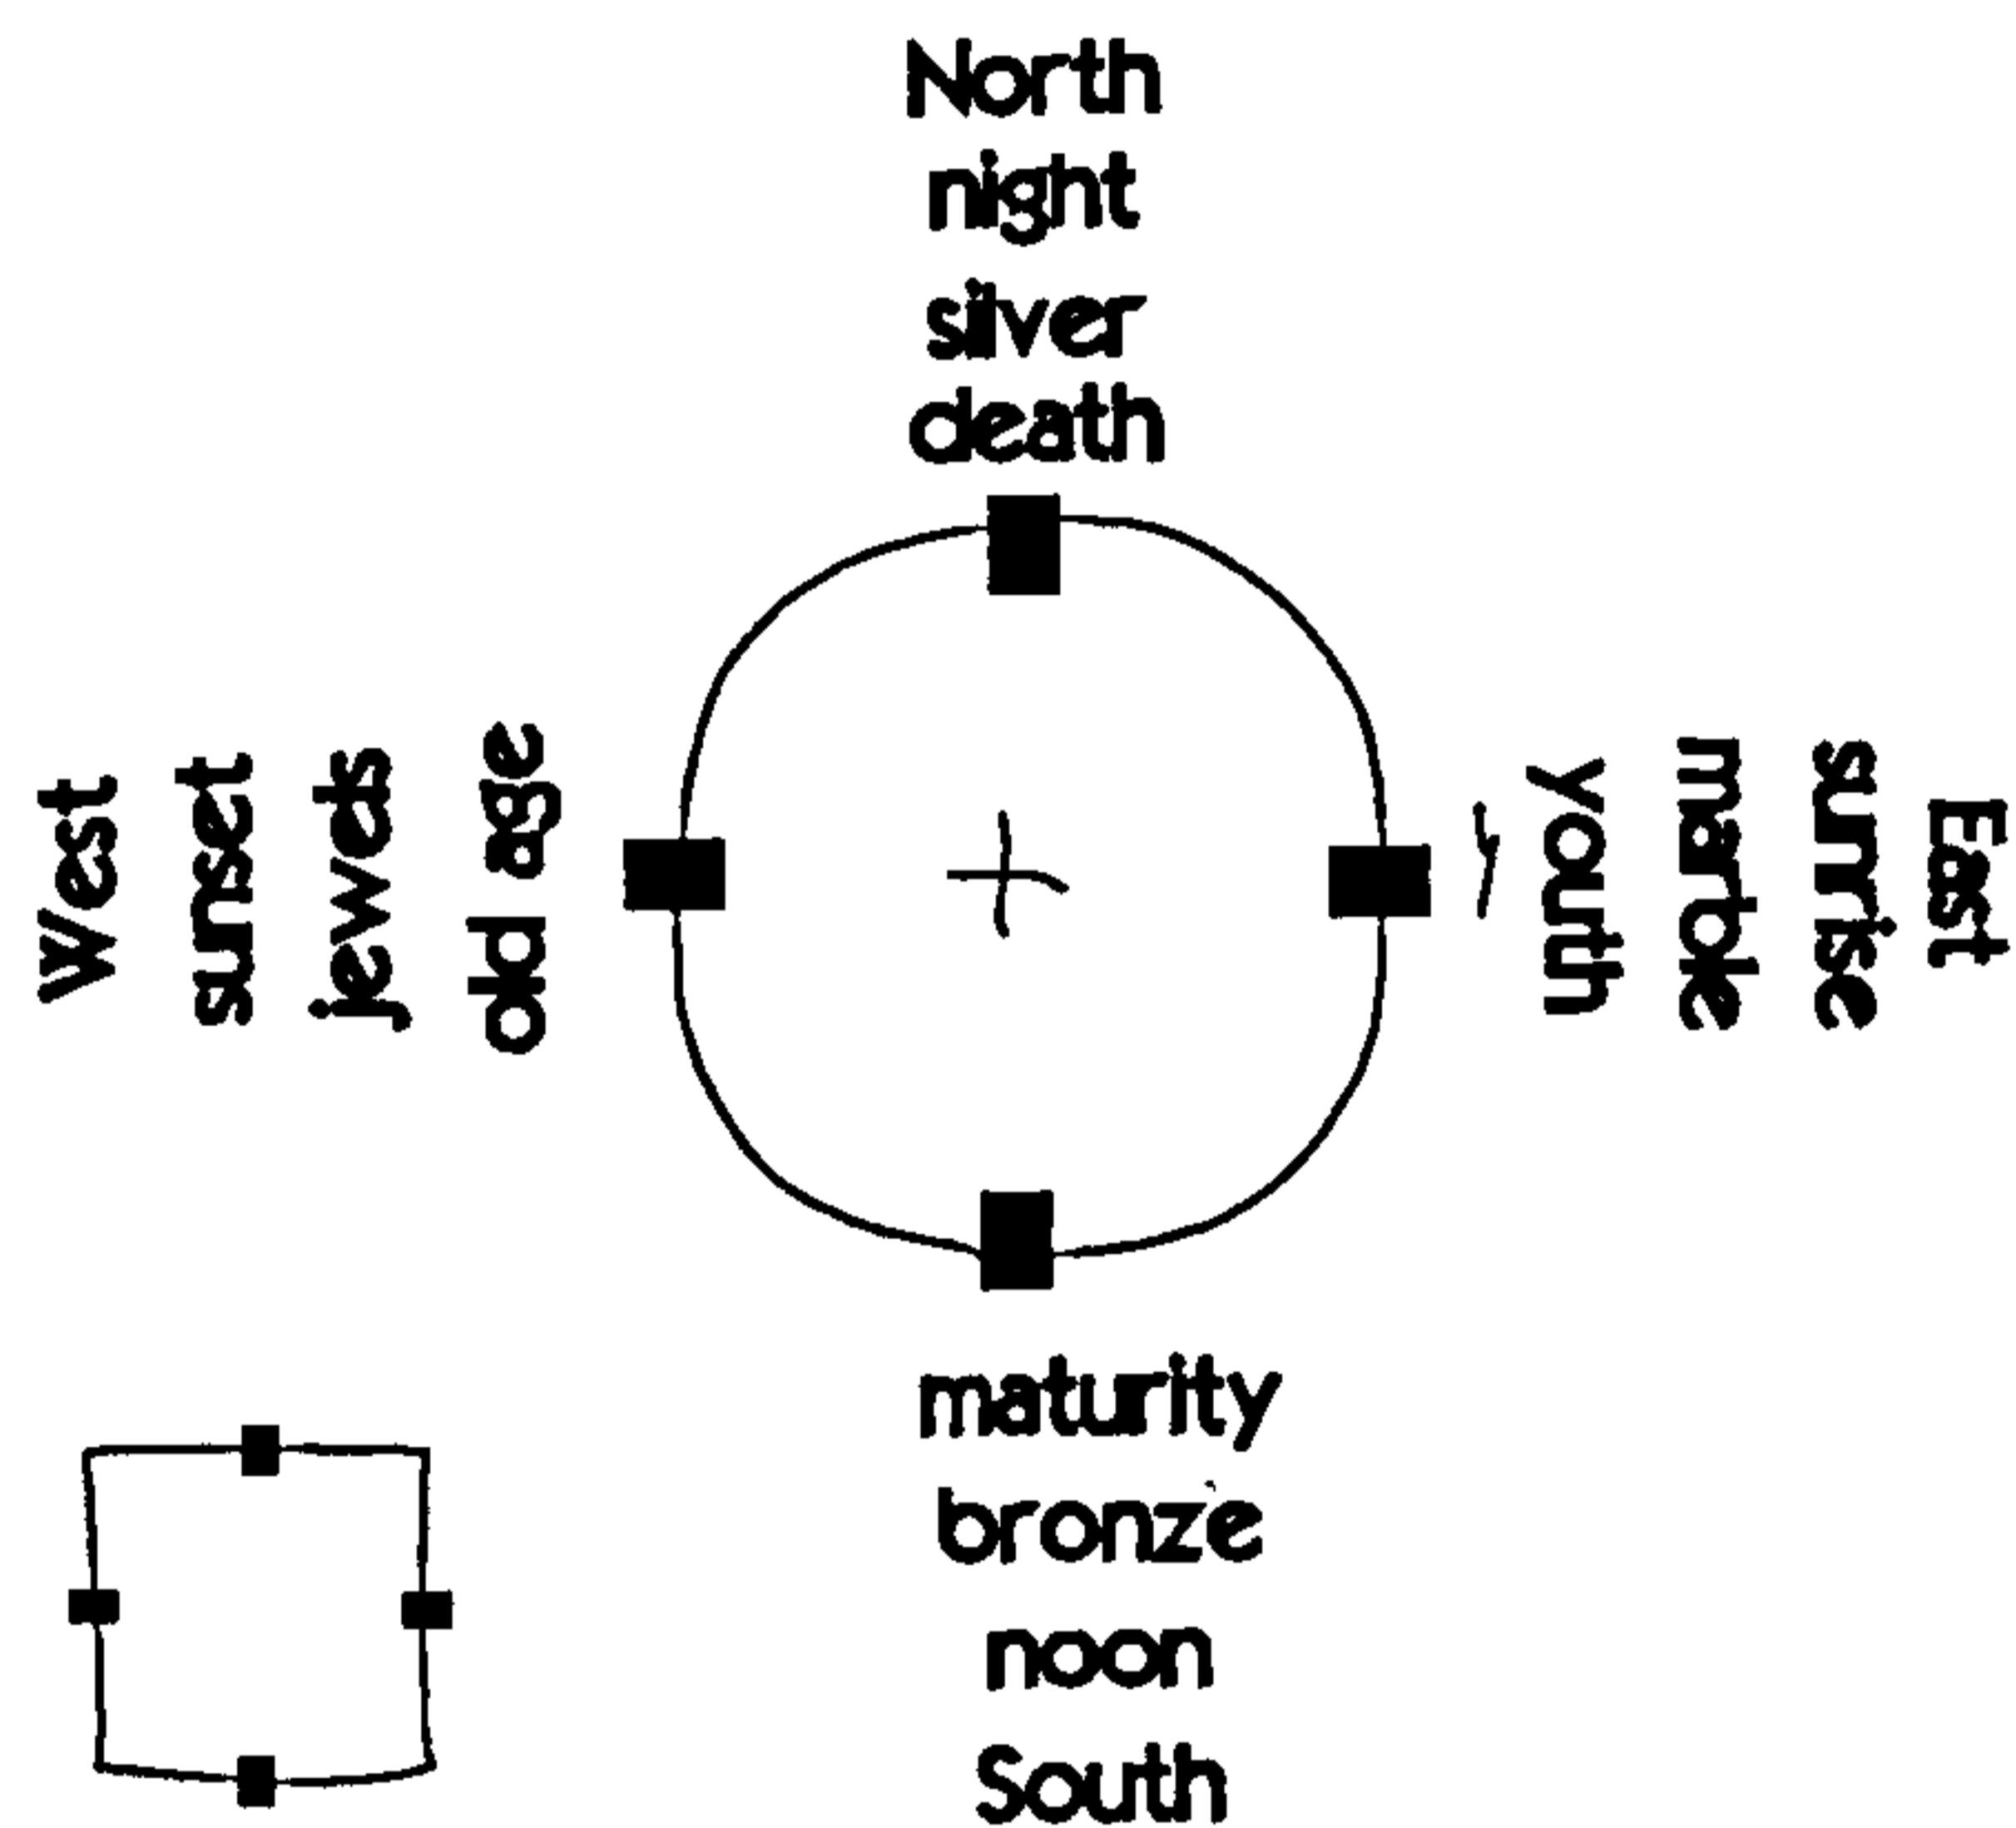 North
night
silver
death
West
sunset
jewels
old age
youth
marble
sunrise
East
maturity
bronze
noon
South